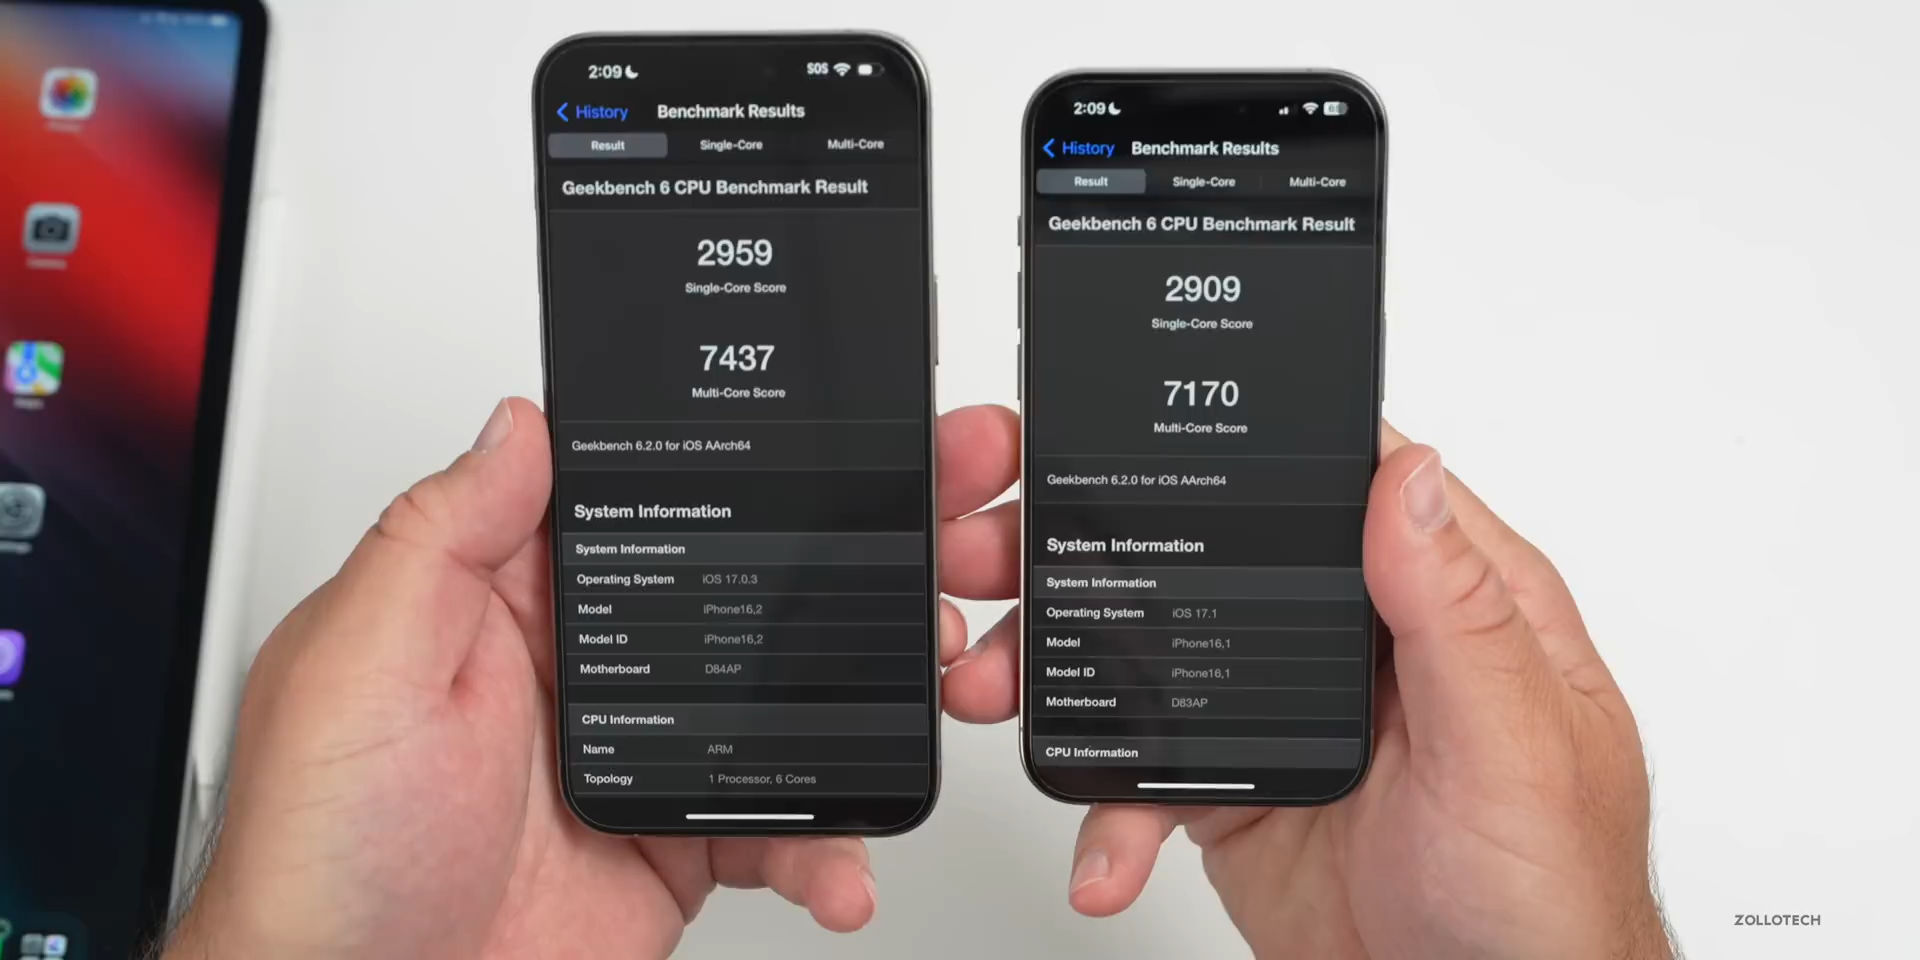 2:09
SOS
History
Benchmark Results
Result
Single-Core
Multi-Core
Geekbench 6 CPU Benchmark Result
2959
Single-Core Score
7437
Multi-Core Score
Geekbench 6.2.0 for iOS AArch64
System Information
System Information
Operating System iOS 17.0.3
Model iPhone16,2
Model ID iPhone16,2
Motherboard D84AP
CPU Information
Name ARM
Topology 1 Processor, 6 Cores
2:09
History
Benchmark Results
Result
Single-Core
Multi-Core
Geekbench 6 CPU Benchmark Result
2909
Single-Core Score
7170
Multi-Core Score
Geekbench 6.2.0 for iOS AArch64
System Information
System Information
Operating System iOS 17.1
Model iPhone16,1
Model ID iPhone16,1
Motherboard D83AP
CPU Information
ZOLLOTECH